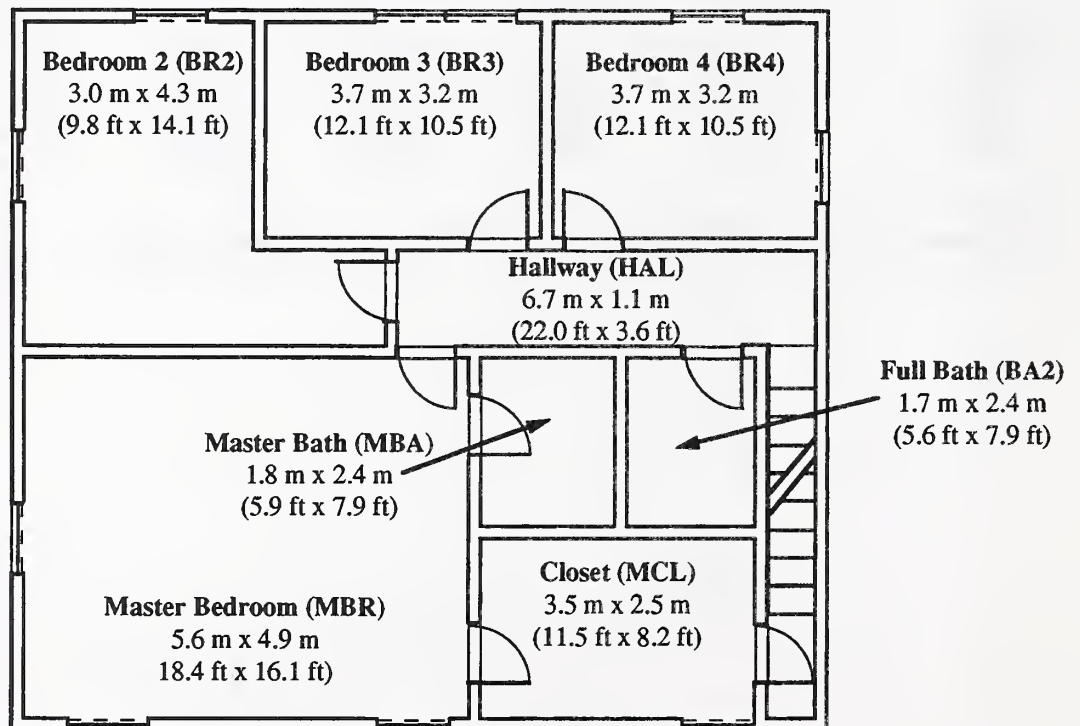 Bedroom 2 (BR2)
3.0 m x 4.3 m
(9.8 ft x 14.1 ft)
Bedroom 3 (BR3)
3.7 m x 3.2 m
(12.1 ft x 10.5 ft)
Bedroom 4 (BR4)
3.7 m x 3.2 m
(12.1 ft x 10.5 ft)
Hallway (HAL)
6.7 m x 1.1 m
(22.0 ft x 3.6 ft)
Full Bath (BA2)
1.7 m x 2.4 m
(5.6 ft x 7.9 ft)
Master Bath (MBA)
1.8 m x 2.4 m
(5.9 ft x 7.9 ft)
Closet (MCL)
3.5 m x 2.5 m
(11.5 ft x 8.2 ft)
Master Bedroom (MBR)
5.6 m x 4.9 m
18.4 ft x 16.1 ft)